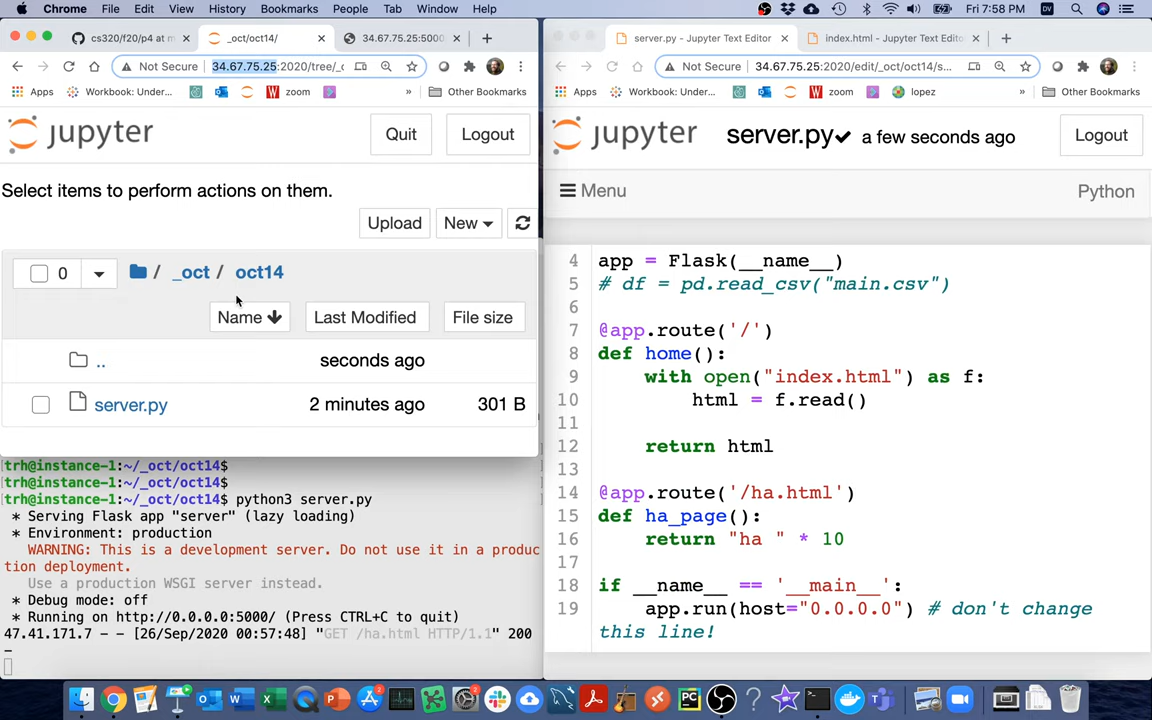 Chrome File Edit View History Bookmarks People Tab Window Help Fri 7:58 PM
cs320/f20/p4 at m × _oct/oct14/ × 34.67.75.25:5000 × +
Not Secure 34.67.75.25:2020/tree/_c
Apps Workbook: Under... W zoom » Other Bookmarks
jupyter Quit Logout
Select items to perform actions on them.
Upload New
0 / _oct / oct14
Name Last Modified File size
.. seconds ago
server.py 2 minutes ago 301 B
trh@instance-1:~/_oct/oct14$
trh@instance-1:~/_oct/oct14$
trh@instance-1:~/_oct/oct14$ python3 server.py
* Serving Flask app "server" (lazy loading)
* Environment: production
WARNING: This is a development server. Do not use it in a produc
tion deployment.
Use a production WSGI server instead.
* Debug mode: off
* Running on http://0.0.0.0:5000/ (Press CTRL+C to quit)
47.41.171.7 - - [26/Sep/2020 00:57:48] "GET /ha.html HTTP/1.1" 200
-
server.py - Jupyter Text Editor × index.html - Jupyter Text Edito × +
Not Secure 34.67.75.25:2020/edit/_oct/oct14/s...
Apps Workbook: Under... W zoom lopez » Other Bookmarks
jupyter server.py✔ a few seconds ago Logout
Menu Python
4 app = Flask(__name__)
5 # df = pd.read_csv("main.csv")
6
7 @app.route('/')
8 def home():
9 with open("index.html") as f:
10 html = f.read()
11
12 return html
13
14 @app.route('/ha.html')
15 def ha_page():
16 return "ha " * 10
17
18 if __name__ == '__main__':
19 app.run(host="0.0.0.0") # don't change
this line!